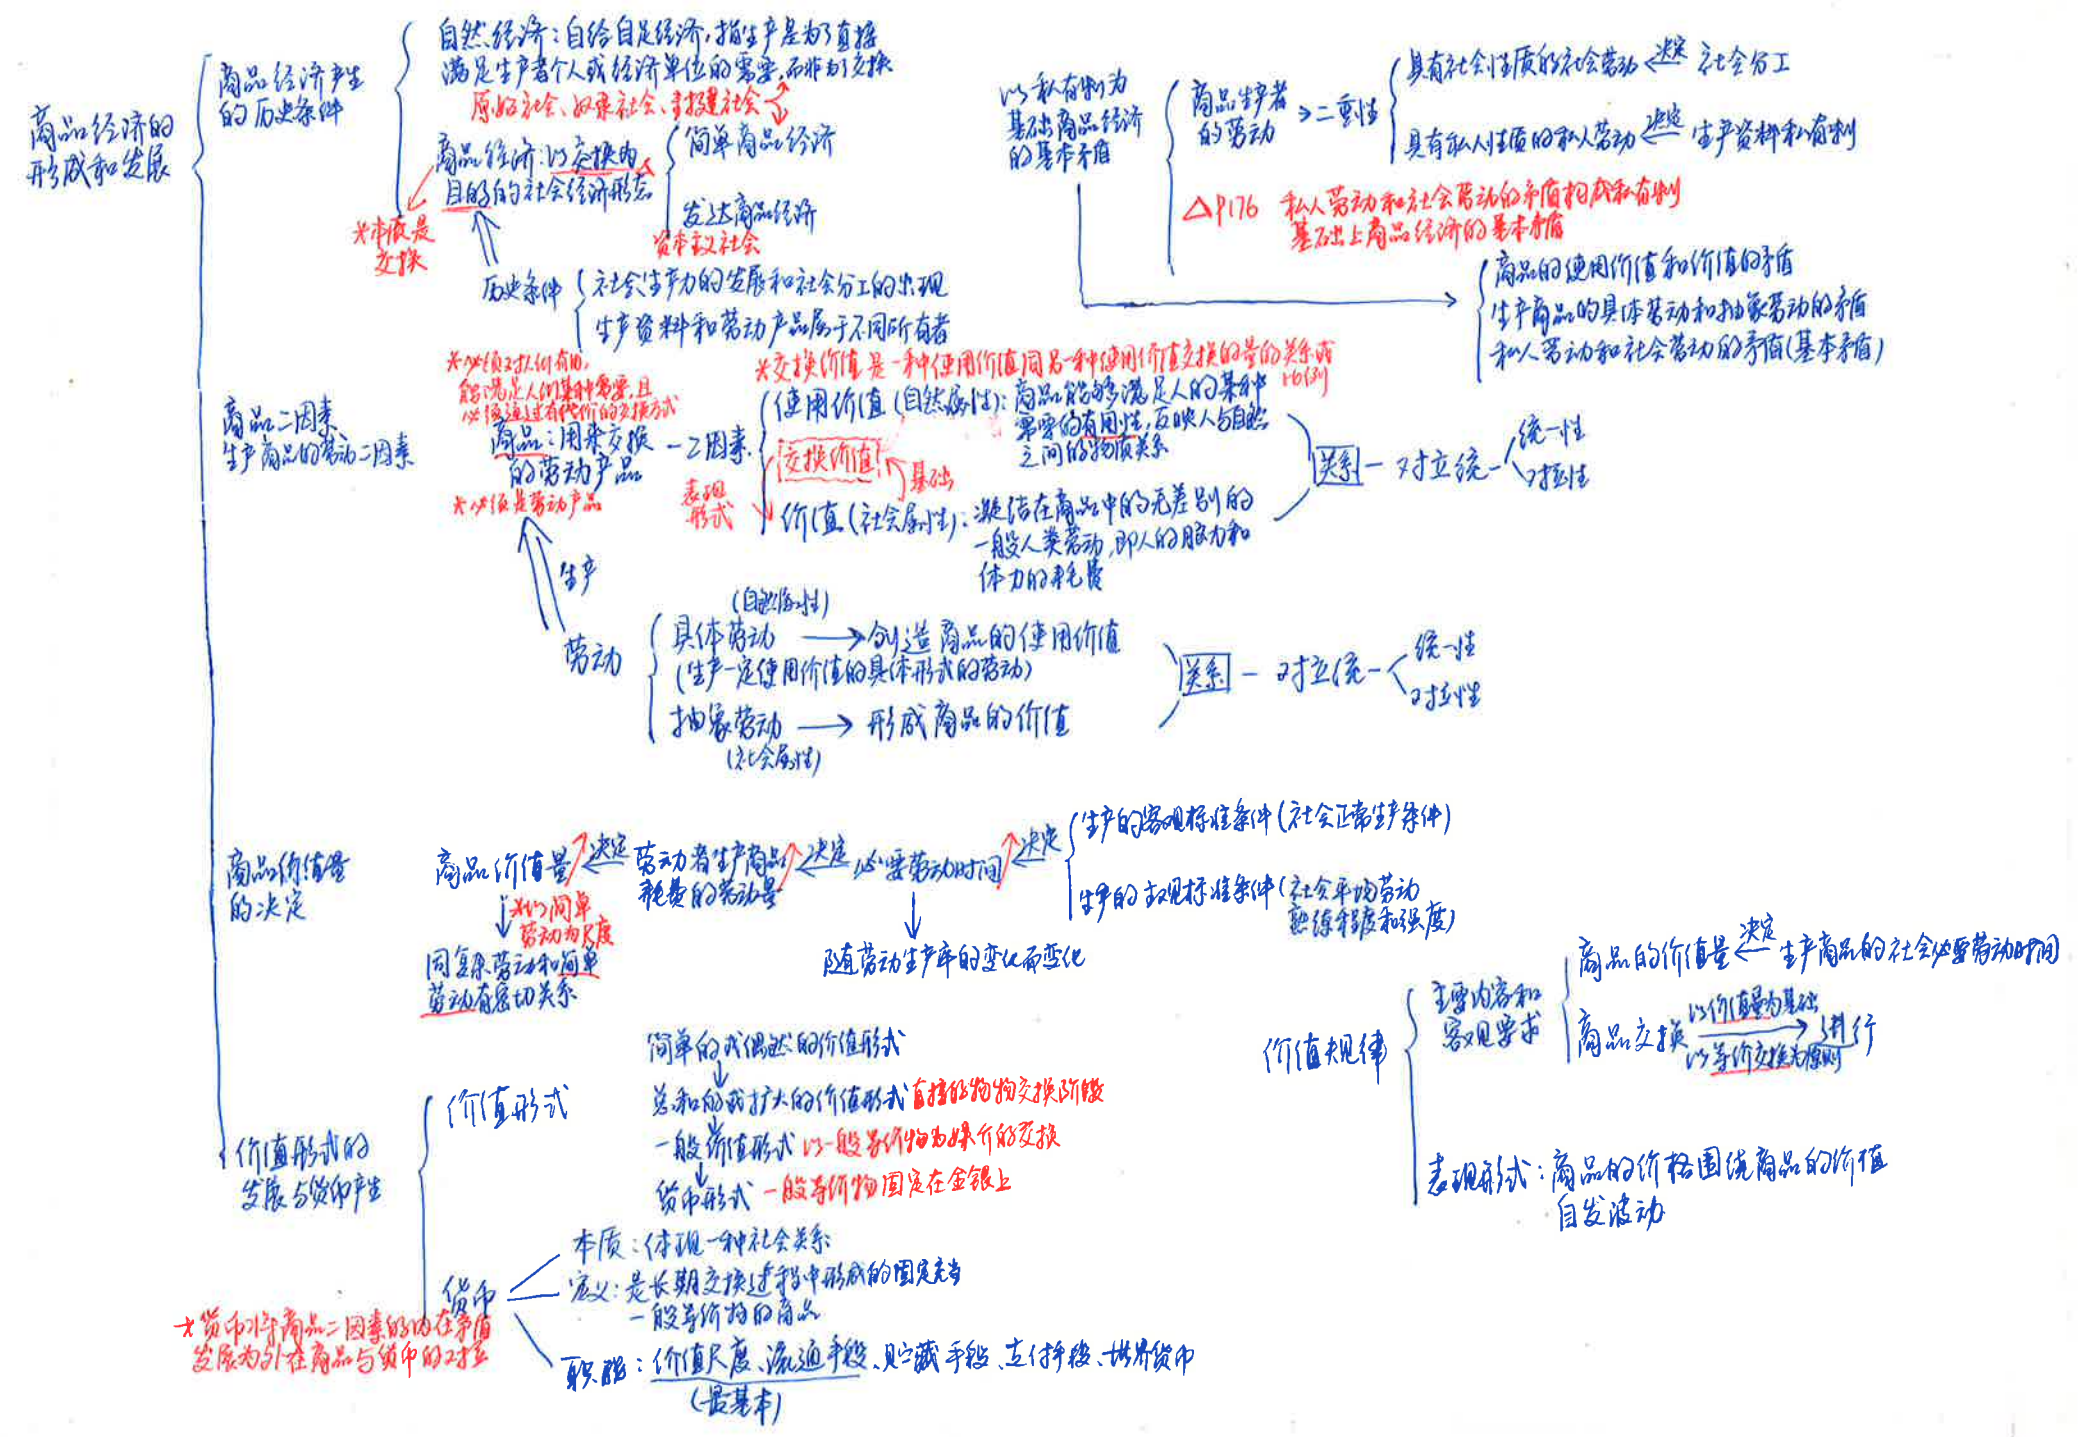 商品经济的
形成和发展
商品经济产生
的历史条件
自然经济：自给自足经济，指生产是为了直接
满足生产者个人或经济单位的需要，而非为了交换
原始社会、奴隶社会、封建社会
商品经济：以交换为
目的的社会经济形态
*本质是
交换
简单商品经济
发达商品经济
资本主义社会
历史条件
社会生产力的发展和社会分工的出现
生产资料和劳动产品属于不同所有者
以私有制为
基础商品经济
的基本矛盾
商品生产者
的劳动
二重性
具有社会性质的社会劳动 决定 社会分工
具有私人性质的私人劳动 决定 生产资料私有制
△P176 私人劳动和社会劳动的矛盾构成私有制
基础上商品经济的基本矛盾
商品的使用价值和价值的矛盾
生产商品的具体劳动和抽象劳动的矛盾
私人劳动和社会劳动的矛盾(基本矛盾)
商品二因素
生产商品的劳动二因素
*必须对人们有用，
能满足人们某种需要，且
必须通过有代价的交换方式
商品：用来交换
的劳动产品
*必须是劳动产品
二因素
*交换价值是一种使用价值同另一种使用价值交换的量的关系或
比例
使用价值(自然属性)：商品能够满足人的某种
需要的有用性，反映人与自然
之间的物质关系
交换价值
基础
表现
形式
价值(社会属性)：凝结在商品中的无差别的
一般人类劳动，即人的脑力和
体力的耗费
关系 — 对立统一
统一性
对立性
生产
劳动
(自然属性)
具体劳动 → 创造商品的使用价值
(生产一定使用价值的具体形式的劳动)
抽象劳动 → 形成商品的价值
(社会属性)
关系 — 对立统一
统一性
对立性
商品价值量
的决定
商品价值量 决定 劳动者生产商品
耗费的劳动量
决定 必要劳动时间 决定
生产的客观标准条件(社会正常生产条件)
生产的主观标准条件(社会平均劳动
熟练程度和强度)
*以简单
劳动为尺度
同复杂劳动和简单
劳动有密切关系
随劳动生产率的变化而变化
价值形式的
发展与货币产生
价值形式
简单的或偶然的价值形式
总和的或扩大的价值形式 直接的物物交换阶段
一般价值形式 以一般等价物为媒介的交换
货币形式 一般等价物固定在金银上
货币
本质：体现一种社会关系
定义：是长期交换过程中形成的固定充当
一般等价物的商品
职能：价值尺度、流通手段、贮藏手段、支付手段、世界货币
(最基本)
*货币将商品二因素的内在矛盾
发展为外在商品与货币的对立
价值规律
主要内容和
客观要求
商品的价值量 决定 生产商品的社会必要劳动时间
商品交换 以价值量为基础 进行
以等价交换为原则
表现形式：商品的价格围绕商品的价值
自发波动